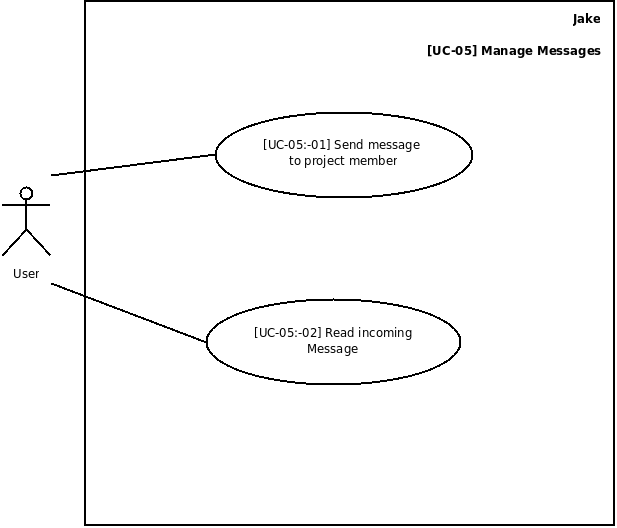 Jake
[UC-05] Manage Messages
[UC-05:-01] Send message
to project member
User
[UC-05:-02] Read incoming
Message